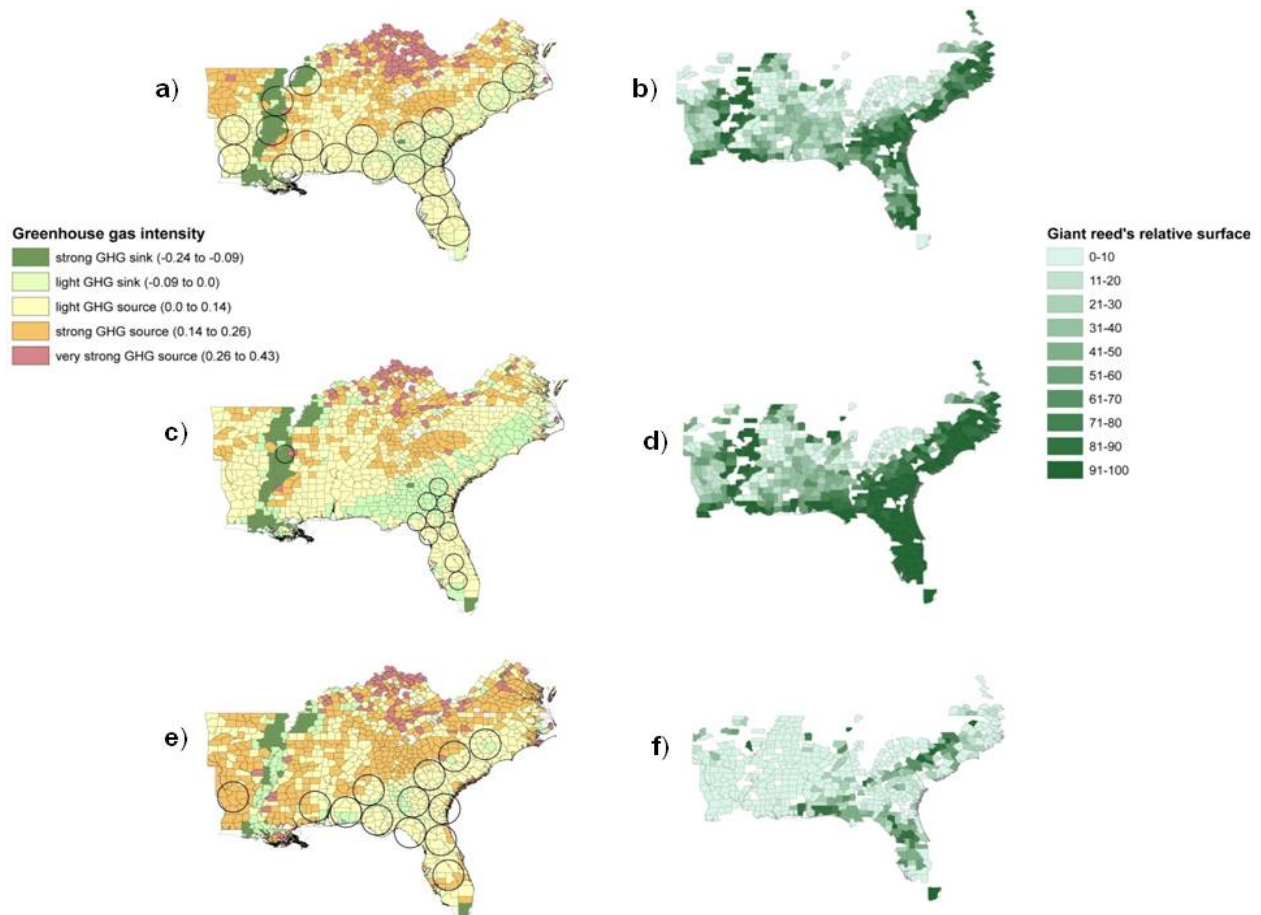 a)
b)
Greenhouse gas intensity
strong GHG sink (-0.24 to -0.09)
light GHG sink (-0.09 to 0.0)
light GHG source (0.0 to 0.14)
strong GHG source (0.14 to 0.26)
very strong GHG source (0.26 to 0.43)
Giant reed's relative surface
0-10
11-20
21-30
31-40
41-50
51-60
61-70
71-80
81-90
91-100
c)
d)
e)
f)